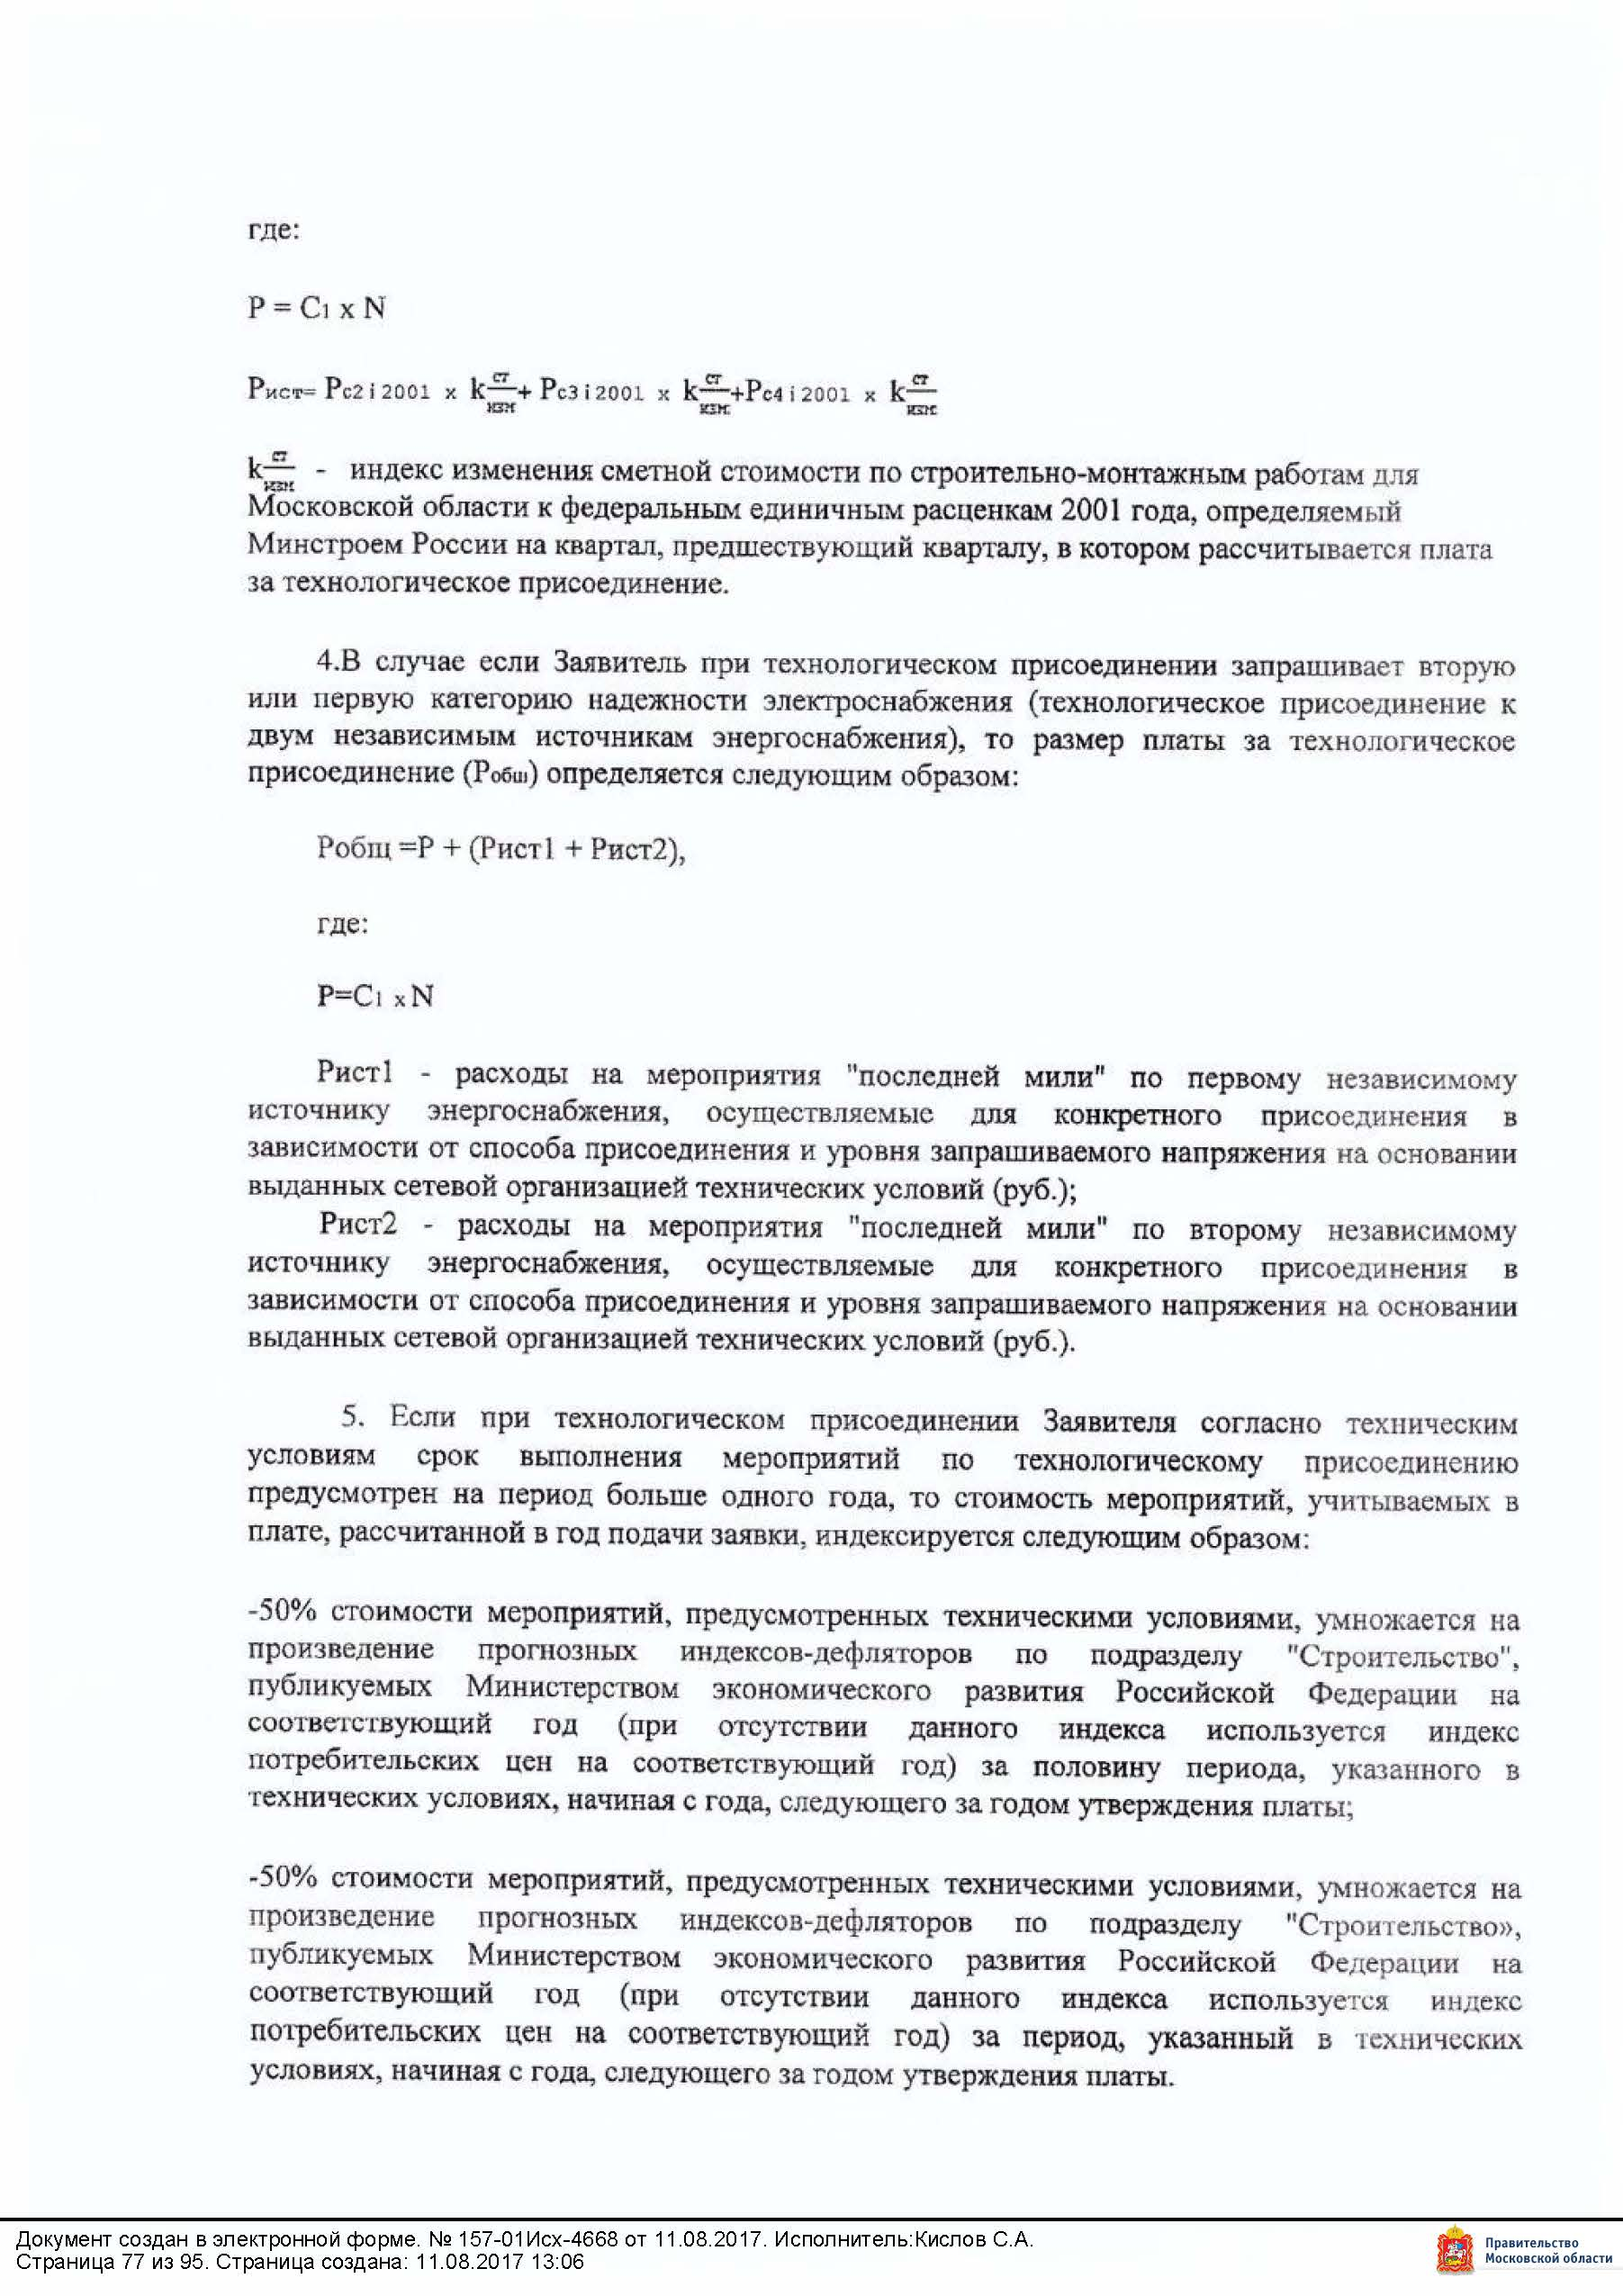 где:
P = C1 x N
Рист= Рс2 i 2001 x k ст/изм + Рс3 i 2001 x k ст/изм +Рс4 i 2001 x k ст/изм
k ст/изм - индекс изменения сметной стоимости по строительно-монтажным работам для
Московской области к федеральным единичным расценкам 2001 года, определяемый
Минстроем России на квартал, предшествующий кварталу, в котором рассчитывается плата
за технологическое присоединение.
4.В случае если Заявитель при технологическом присоединении запрашивает вторую
или первую категорию надежности электроснабжения (технологическое присоединение к
двум независимым источникам энергоснабжения), то размер платы за технологическое
присоединение (Робщ) определяется следующим образом:
Робщ =Р + (Рист1 + Рист2),
где:
P=C1 x N
Рист1 - расходы на мероприятия "последней мили" по первому независимому
источнику энергоснабжения, осуществляемые для конкретного присоединения в
зависимости от способа присоединения и уровня запрашиваемого напряжения на основании
выданных сетевой организацией технических условий (руб.);
Рист2 - расходы на мероприятия "последней мили" по второму независимому
источнику энергоснабжения, осуществляемые для конкретного присоединения в
зависимости от способа присоединения и уровня запрашиваемого напряжения на основании
выданных сетевой организацией технических условий (руб.).
5. Если при технологическом присоединении Заявителя согласно техническим
условиям срок выполнения мероприятий по технологическому присоединению
предусмотрен на период больше одного года, то стоимость мероприятий, учитываемых в
плате, рассчитанной в год подачи заявки, индексируется следующим образом:
-50% стоимости мероприятий, предусмотренных техническими условиями, умножается на
произведение прогнозных индексов-дефляторов по подразделу "Строительство",
публикуемых Министерством экономического развития Российской Федерации на
соответствующий год (при отсутствии данного индекса используется индекс
потребительских цен на соответствующий год) за половину периода, указанного в
технических условиях, начиная с года, следующего за годом утверждения платы;
-50% стоимости мероприятий, предусмотренных техническими условиями, умножается на
произведение прогнозных индексов-дефляторов по подразделу "Строительство»,
публикуемых Министерством экономического развития Российской Федерации на
соответствующий год (при отсутствии данного индекса используется индекс
потребительских цен на соответствующий год) за период, указанный в технических
условиях, начиная с года, следующего за годом утверждения платы.
Документ создан в электронной форме. № 157-01Исх-4668 от 11.08.2017. Исполнитель:Кислов С.А.
Страница 77 из 95. Страница создана: 11.08.2017 13:06
Правительство
Московской области